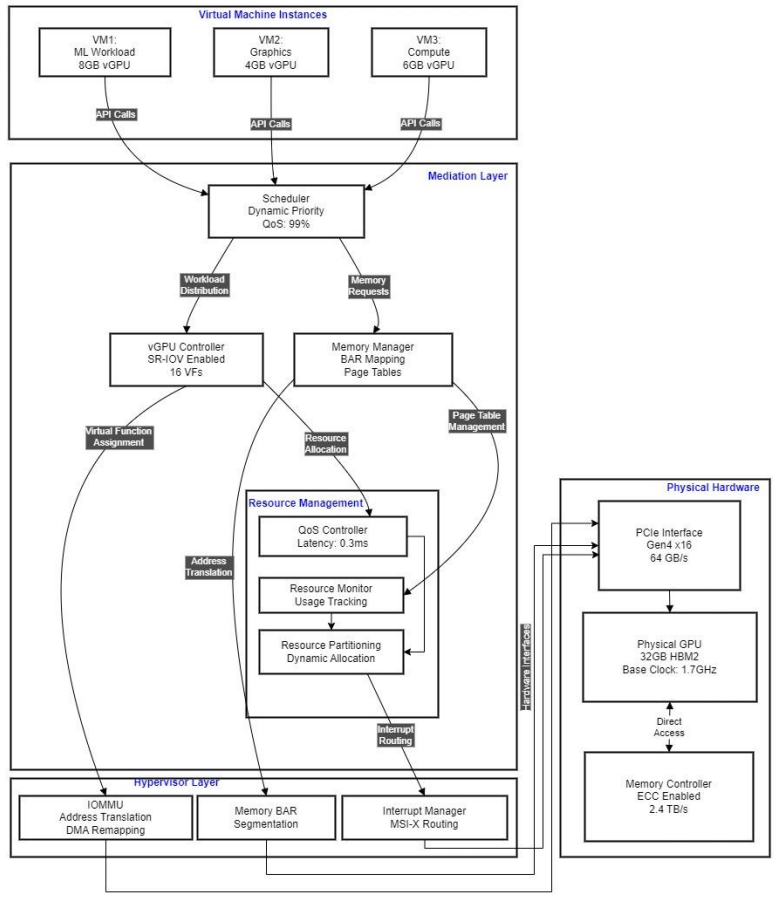 Virtual Machine Instances
VM1:
ML Workload
8GB vGPU
VM2:
Graphics
4GB vGPU
VM3:
Compute
6GB vGPU
API Calls
API Calls
API Calls
Mediation Layer
Scheduler
Dynamic Priority
QoS: 99%
Workload
Distribution
Memory
Requests
vGPU Controller
SR-IOV Enabled
16 VFs
Memory Manager
BAR Mapping
Page Tables
Virtual Function
Assignment
Resource
Allocation
Page Table
Management
Resource Management
QoS Controller
Latency: 0.3ms
Address
Translation
Resource Monitor
Usage Tracking
Resource Partitioning
Dynamic Allocation
Interrupt
Routing
Hardware Interfaces
Hypervisor Layer
IOMMU
Address Translation
DMA Remapping
Memory BAR
Segmentation
Interrupt Manager
MSI-X Routing
Physical Hardware
PCIe Interface
Gen4 x16
64 GB/s
Physical GPU
32GB HBM2
Base Clock: 1.7GHz
Direct
Access
Memory Controller
ECC Enabled
2.4 TB/s